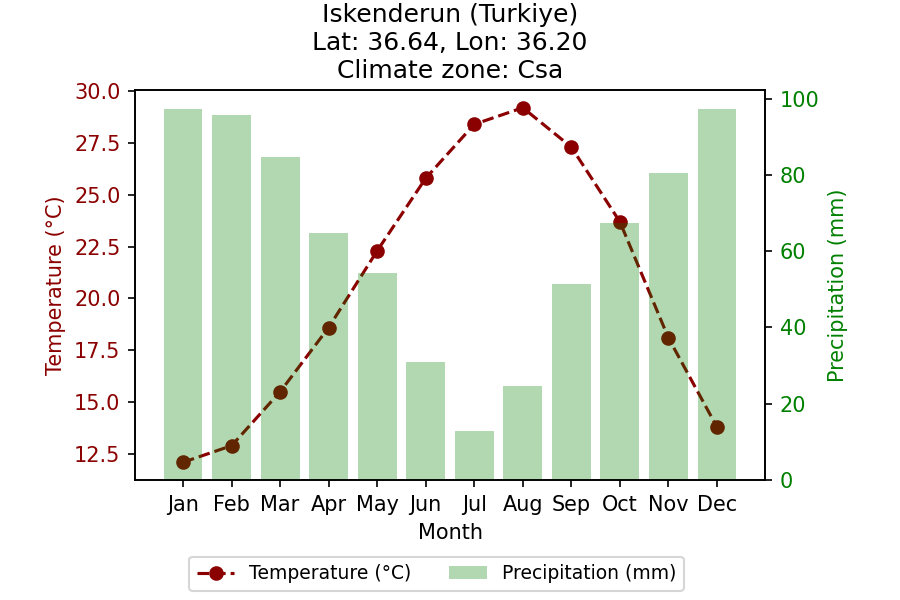 Iskenderun (Turkiye)
Lat: 36.64, Lon: 36.20
Climate zone: Csa
30.0
27.5
25.0
22.5
20.0
17.5
15.0
12.5
Temperature (°C)
100
80
60
40
20
0
Precipitation (mm)
Jan Feb Mar Apr May Jun Jul Aug Sep Oct Nov Dec
Month
Temperature (°C) Precipitation (mm)